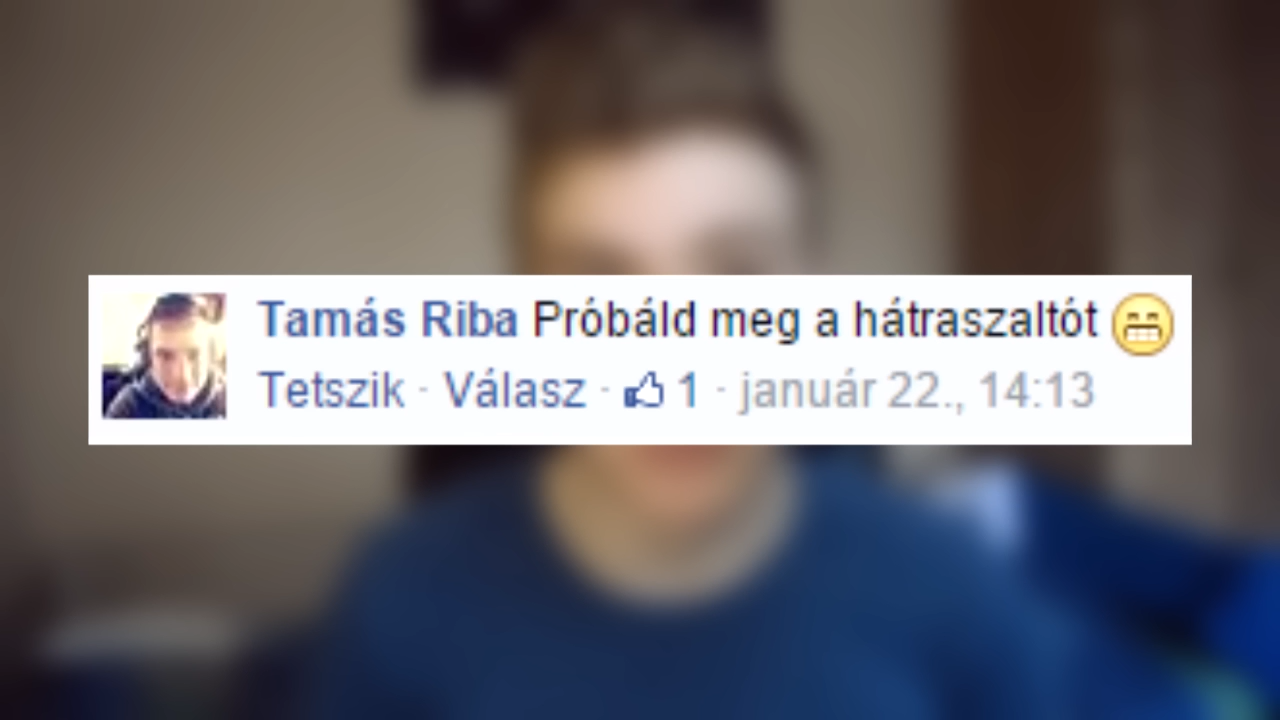 Tamás Riba Próbáld meg a hátraszaltót 😁
Tetszik · Válasz · 1 · január 22., 14:13